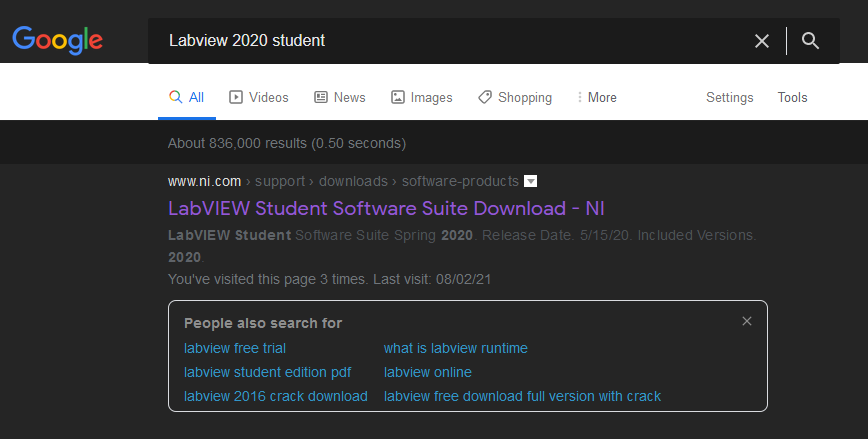 Google
Labview 2020 student
All Videos News Images Shopping More Settings Tools
About 836,000 results (0.50 seconds)
www.ni.com › support › downloads › software-products
LabVIEW Student Software Suite Download - NI
LabVIEW Student Software Suite Spring 2020. Release Date. 5/15/20. Included Versions.
2020.
You've visited this page 3 times. Last visit: 08/02/21
People also search for
labview free trial what is labview runtime
labview student edition pdf labview online
labview 2016 crack download labview free download full version with crack